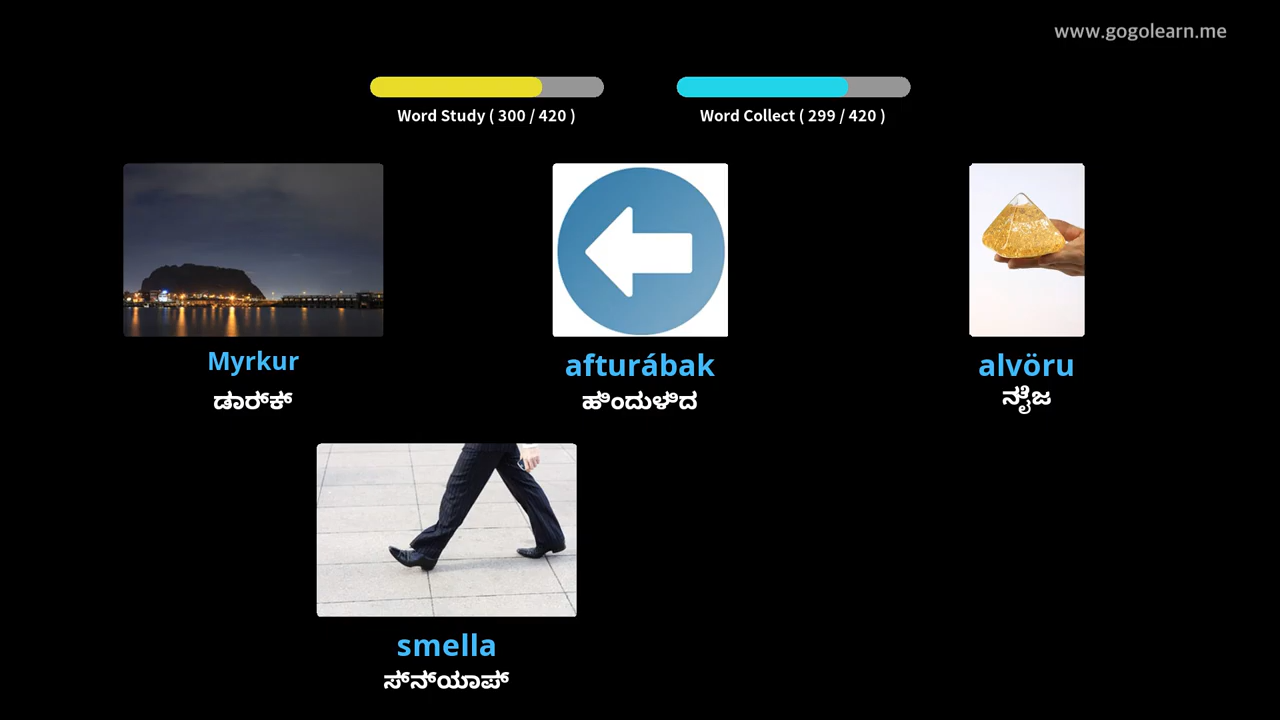 www.gogolearn.me
Word Study ( 300 / 420 )
Word Collect ( 299 / 420 )
Myrkur
ಡಾರ್ಕ್
afturábak
ಹಿಂದುಳಿದ
alvöru
ನೈಜ
smella
ಸ್ನ್ಯಾಪ್